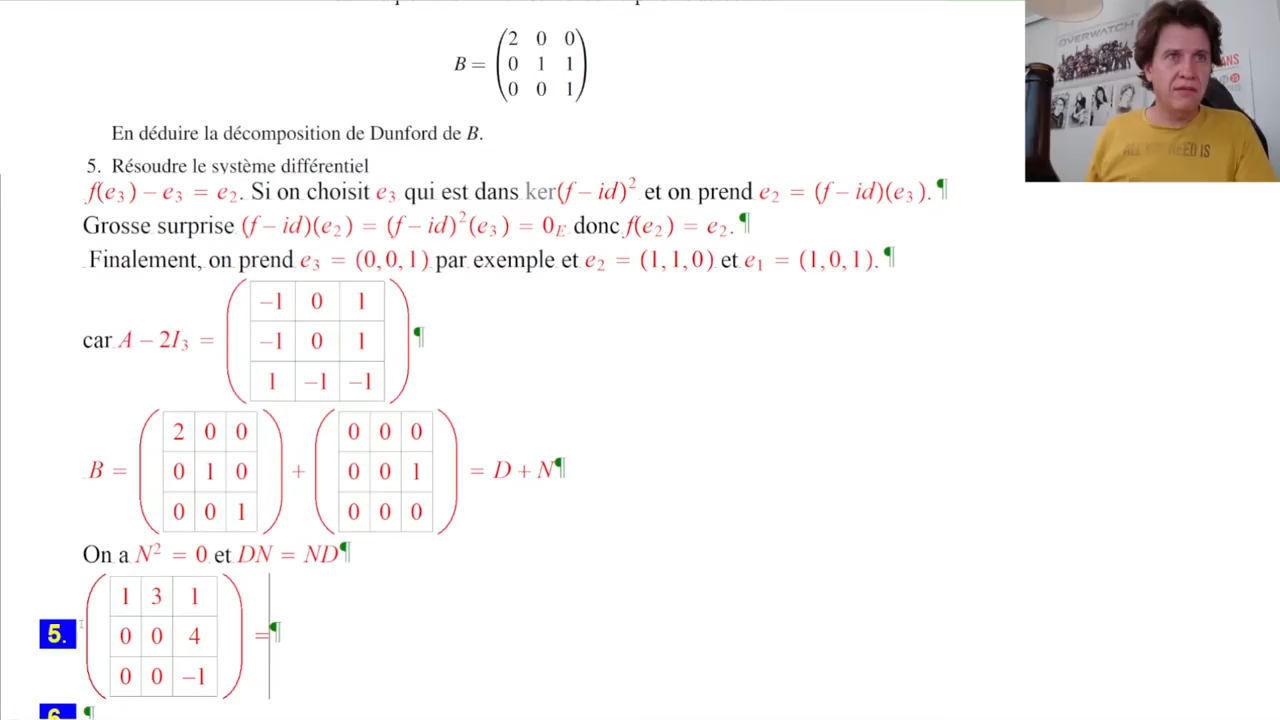 B = ( 2 0 0
0 1 1
0 0 1 )
En déduire la décomposition de Dunford de B.
5. Résoudre le système différentiel
f(e₃) − e₃ = e₂. Si on choisit e₃ qui est dans ker(f − id)² et on prend e₂ = (f − id)(e₃). ¶
Grosse surprise (f − id)(e₂) = (f − id)²(e₃) = 0_E donc f(e₂) = e₂. ¶
Finalement, on prend e₃ = (0, 0, 1) par exemple et e₂ = (1, 1, 0) et e₁ = (1, 0, 1). ¶
car A − 2I₃ = ( −1 0 1
−1 0 1
1 −1 −1 ) ¶
B = ( 2 0 0
0 1 0
0 0 1 ) + ( 0 0 0
0 0 1
0 0 0 ) = D + N ¶
On a N² = 0 et DN = ND ¶
5. ( 1 3 1
0 0 4
0 0 −1 ) = ¶
6. ¶
OVERWATCH
ALL YOU NEED IS